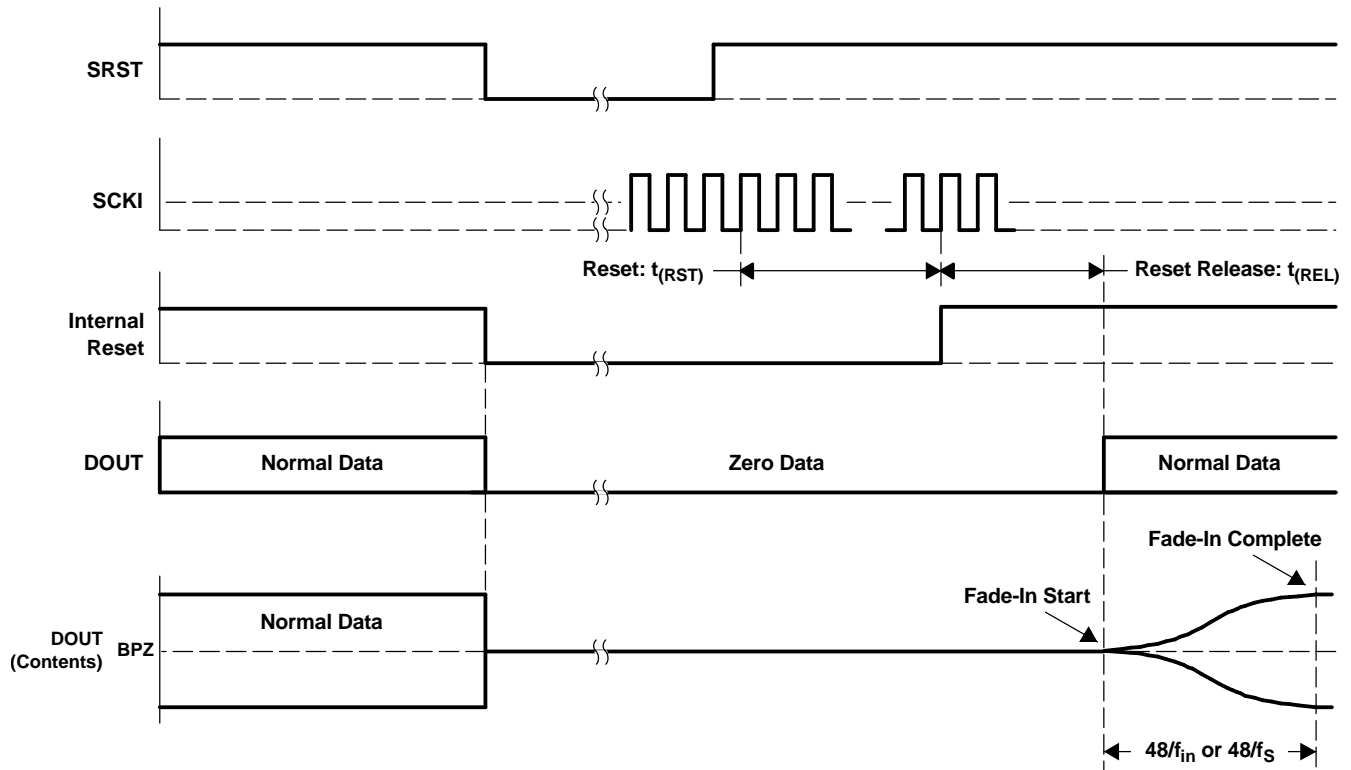 SRST
SCKI
Reset: t(RST)
Reset Release: t(REL)
Internal
Reset
DOUT
Normal Data
Zero Data
Normal Data
Fade-In Complete
Fade-In Start
Normal Data
DOUT
(Contents)
BPZ
48/fin or 48/fS